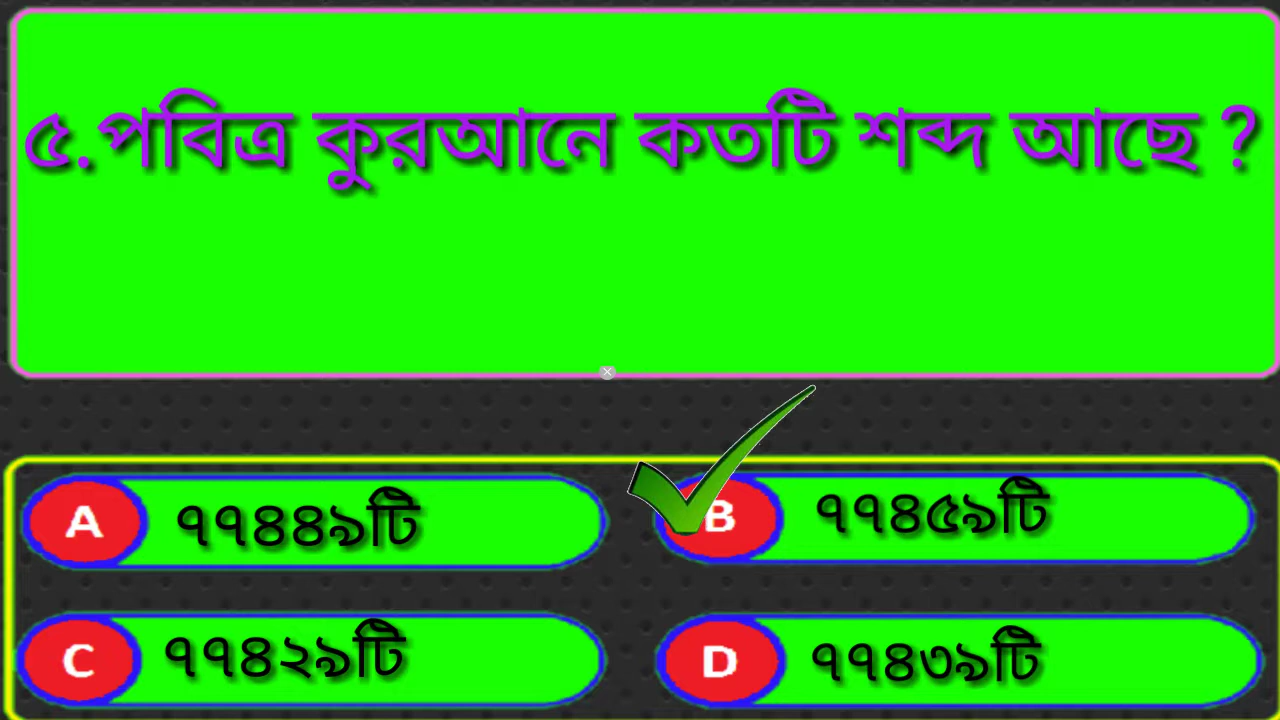 ৫.পবিত্র কুরআনে কতটি শব্দ আছে ?
A ৭৭৪৪৯টি
B ৭৭৪৫৯টি
C ৭৭৪২৯টি
D ৭৭৪৩৯টি